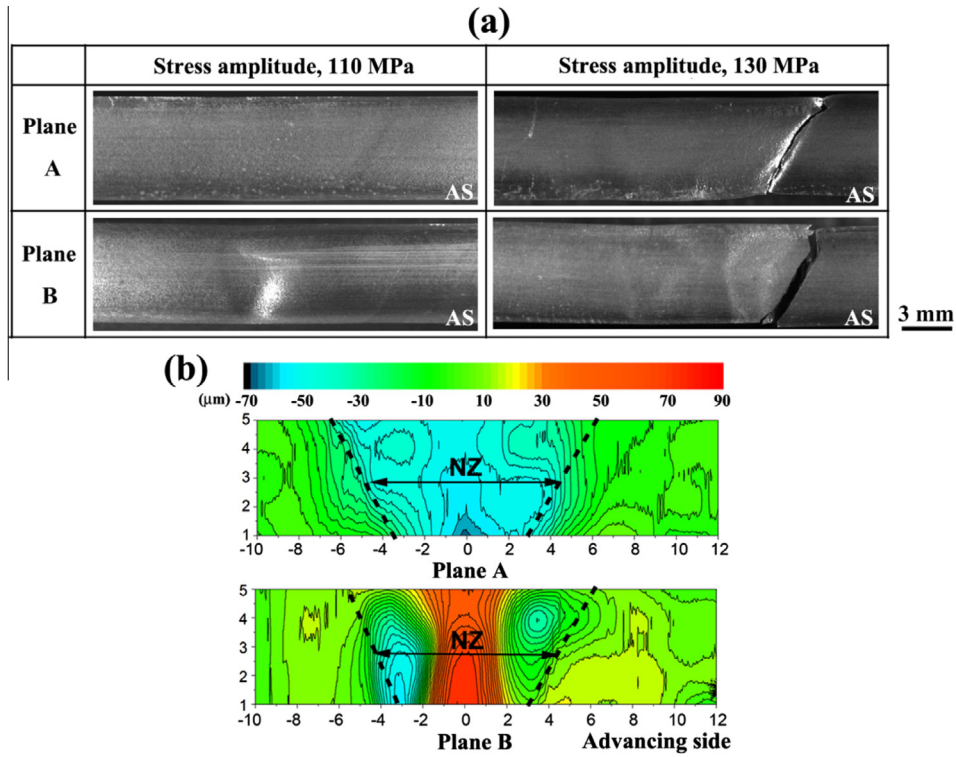 (a)
Stress amplitude, 110 MPa
Stress amplitude, 130 MPa
Plane
A
AS
AS
Plane
B
AS
AS
3 mm
(b)
(μm) -70 -50 -30 -10 10 30 50 70 90
5
4
3
2
1
NZ
-10 -8 -6 -4 -2 0 2 4 6 8 10 12
Plane A
5
4
3
2
1
NZ
-10 -8 -6 -4 -2 0 2 4 6 8 10 12
Plane B
Advancing side